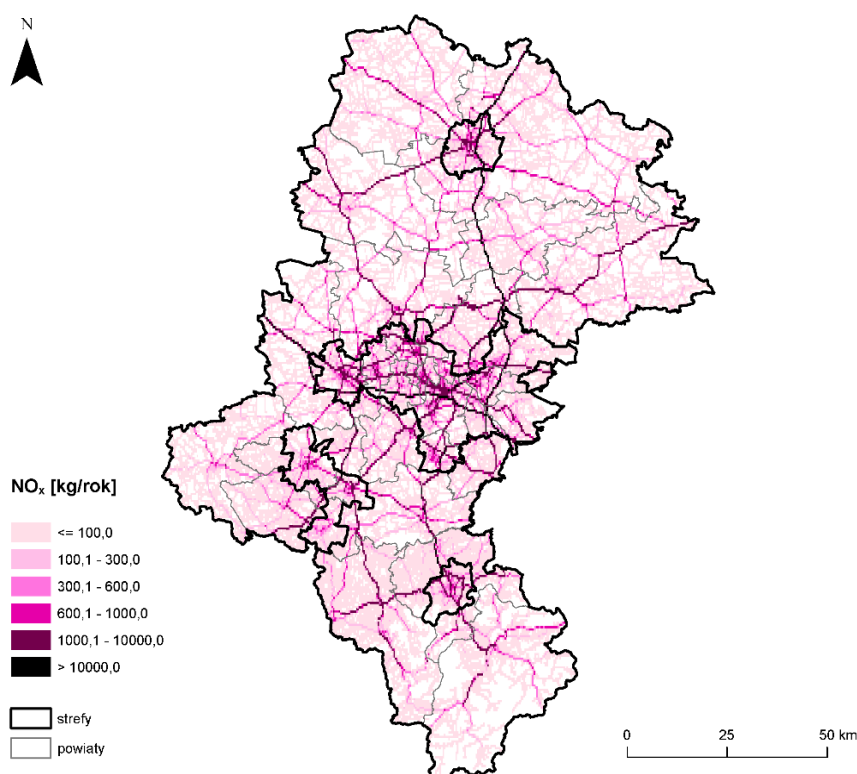 N
NOx [kg/rok]
<= 100,0
100,1 - 300,0
300,1 - 600,0
600,1 - 1000,0
1000,1 - 10000,0
> 10000,0
strefy
powiaty
0 25 50 km